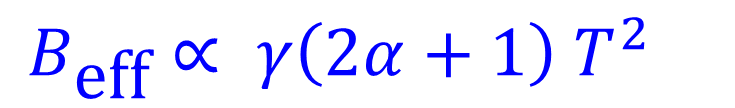 B_eff ∝ γ(2α + 1) T²